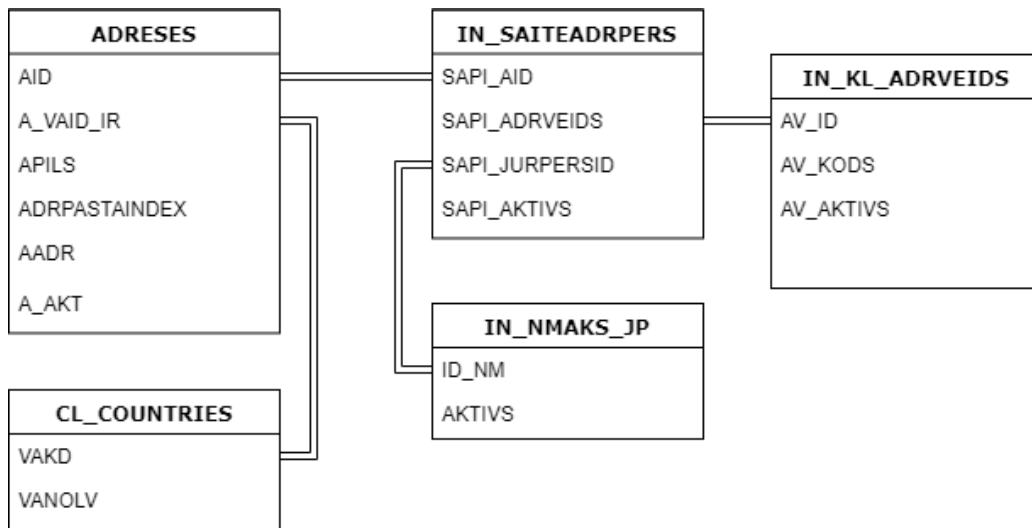 ADRESES
AID
A_VAID_IR
APILS
ADRPASTAINDEX
AADR
A_AKT
IN_SAITEADRPERS
SAPI_AID
SAPI_ADRVEIDS
SAPI_JURPERSID
SAPI_AKTIVS
IN_KL_ADRVEIDS
AV_ID
AV_KODS
AV_AKTIVS
IN_NMAKS_JP
ID_NM
AKTIVS
CL_COUNTRIES
VAKD
VANOLV